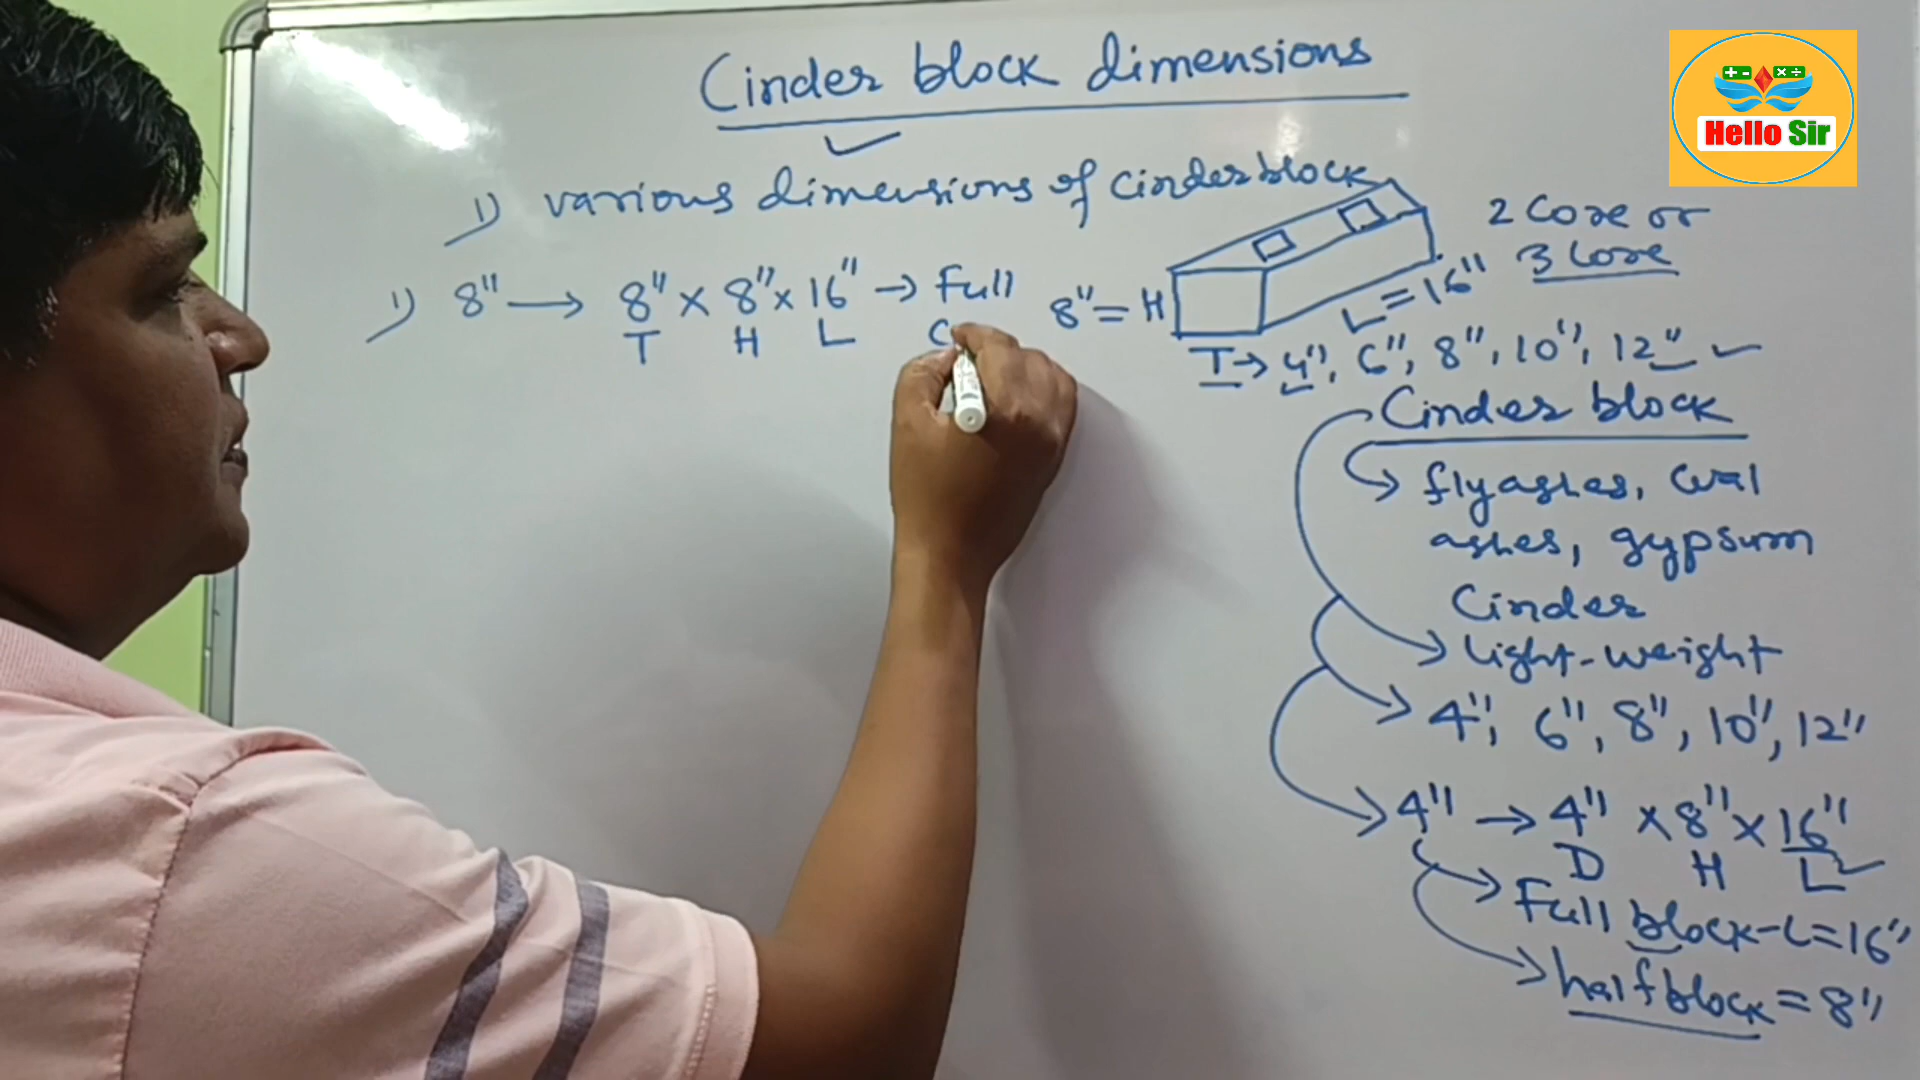 Cinder block dimensions
1) various dimensions of cinder block
1) 8" → 8" x 8" x 16" → Full
T H L C
8" = H
L = 16"
2 Core or
3 Core
T → 4", 6", 8", 10", 12"
Cinder block
flyashes, coal
ashes, gypsum
Cinder
light-weight
4", 6", 8", 10", 12"
4" → 4" x 8" x 16"
D H L
Full block - L = 16"
half block = 8"
+ - × ÷
Hello Sir